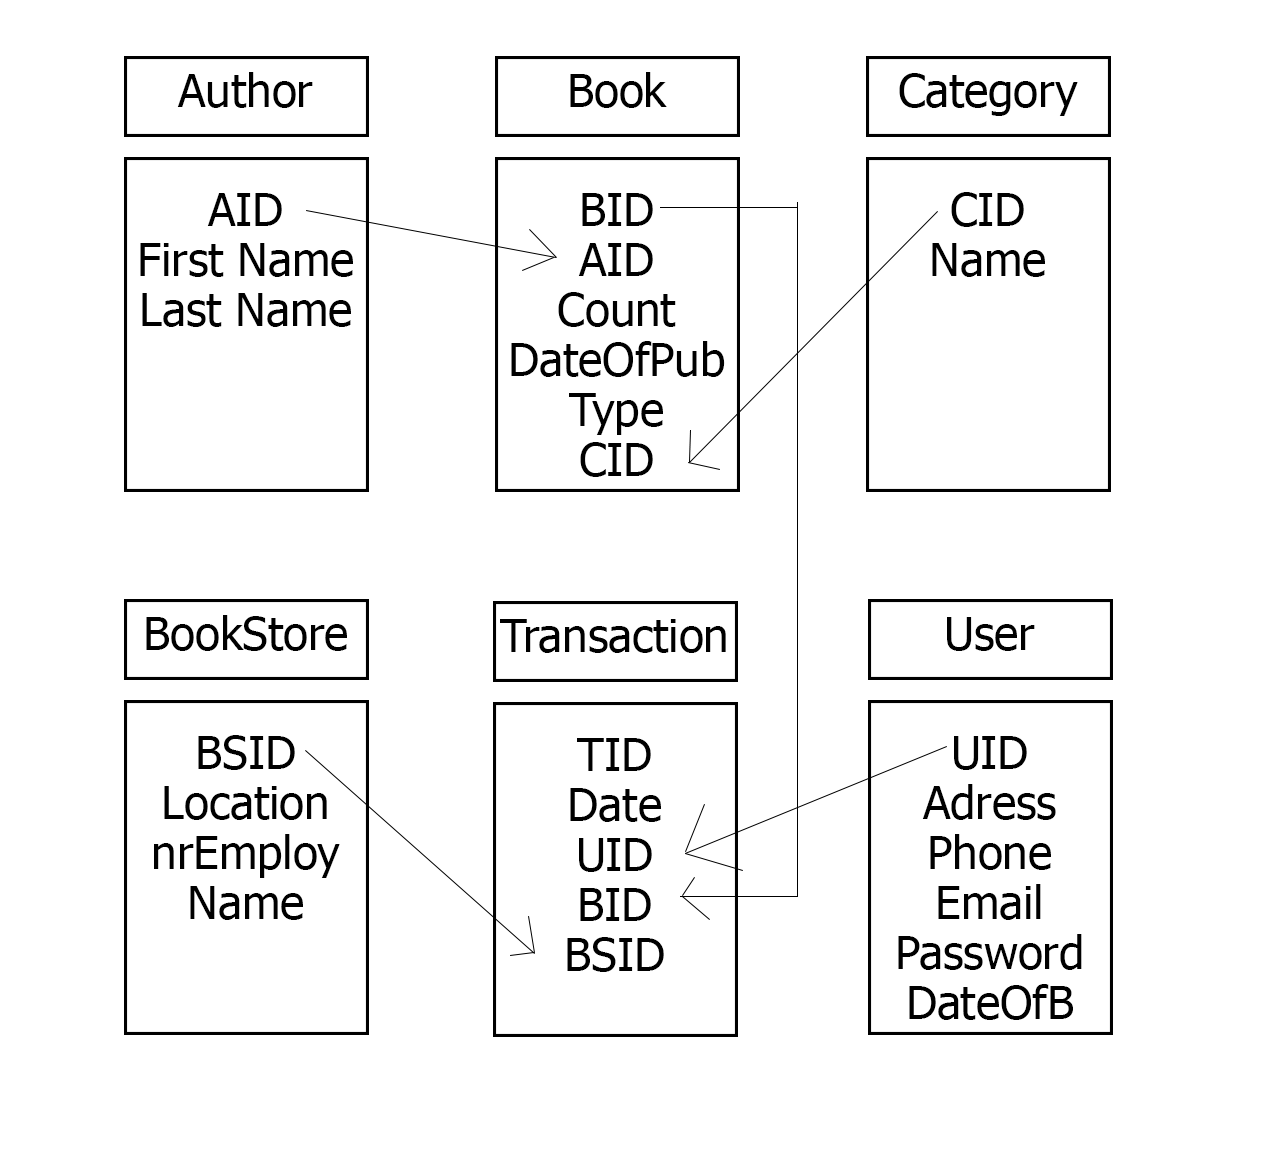 Author
AID
First Name
Last Name
Book
BID
AID
Count
DateOfPub
Type
CID
Category
CID
Name
BookStore
BSID
Location
nrEmploy
Name
Transaction
TID
Date
UID
BID
BSID
User
UID
Adress
Phone
Email
Password
DateOfB